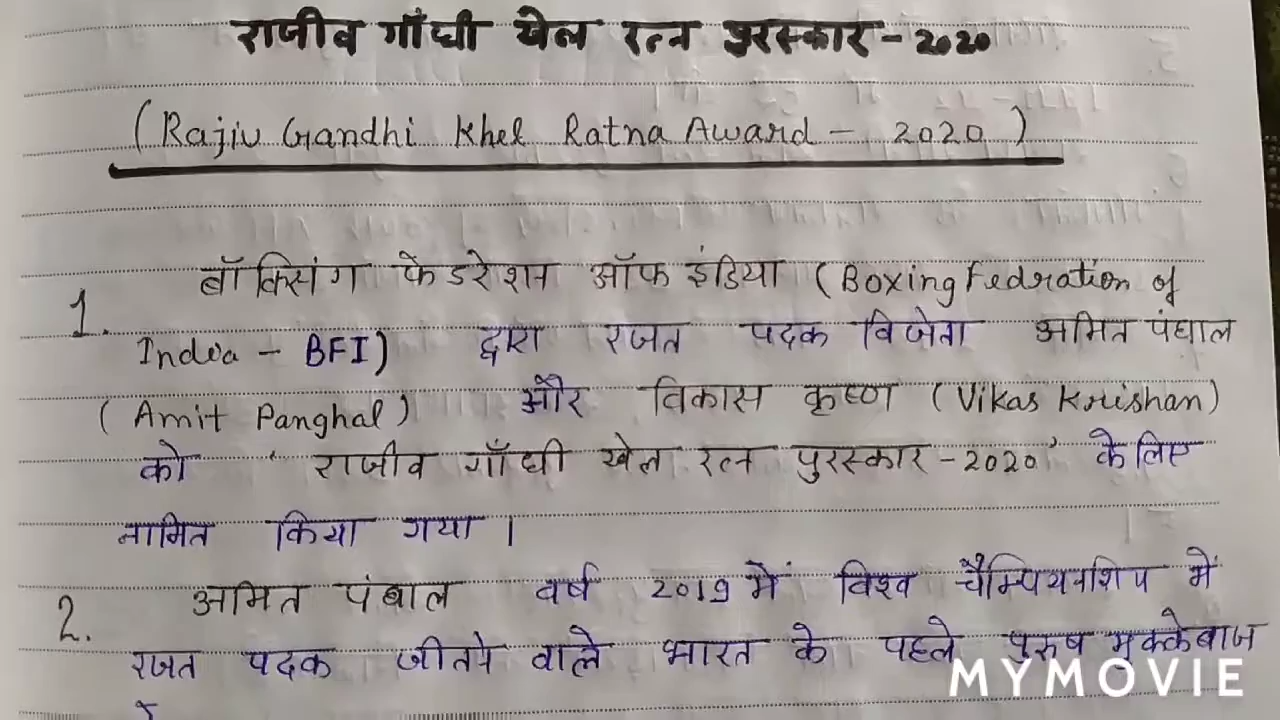 राजीव गाँधी खेल रत्न पुरस्कार - 2020
(Rajiv Gandhi Khel Ratna Award - 2020)
1. बॉक्सिंग फेडरेशन ऑफ इंडिया (Boxing Fedration of
India - BFI) द्वारा रजत पदक विजेता अमित पंघाल
(Amit Panghal) और विकास कृष्ण (Vikas Krishan)
को 'राजीव गाँधी खेल रत्न पुरस्कार - 2020' के लिए
नामित किया गया।
2. अमित पंघाल वर्ष 2019 में विश्व चैम्पियनशिप में
रजत पदक जीतने वाले भारत के पहले पुरुष मुक्केबाज
MYMOVIE